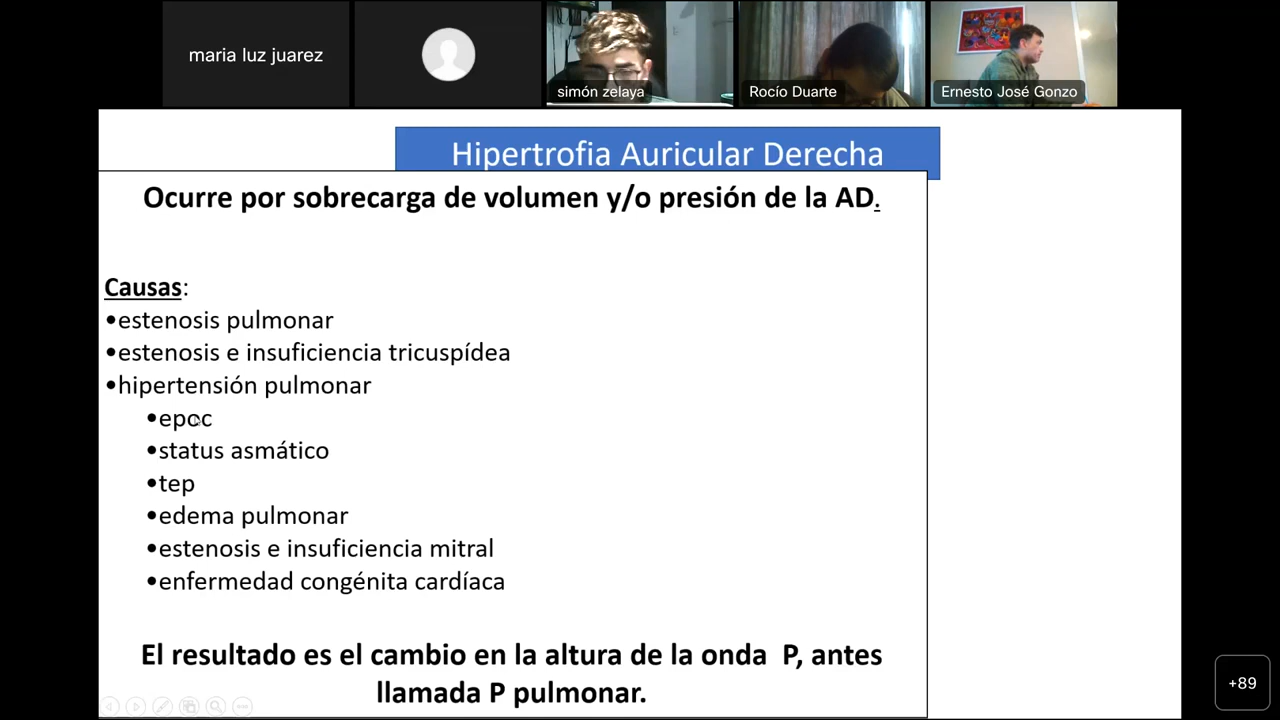 maria luz juarez
simón zelaya
Rocío Duarte
Ernesto José Gonzo
Hipertrofia Auricular Derecha
Ocurre por sobrecarga de volumen y/o presión de la AD.
Causas:
•estenosis pulmonar
•estenosis e insuficiencia tricuspídea
•hipertensión pulmonar
•epoc
•status asmático
•tep
•edema pulmonar
•estenosis e insuficiencia mitral
•enfermedad congénita cardíaca
El resultado es el cambio en la altura de la onda P, antes
llamada P pulmonar.
+89